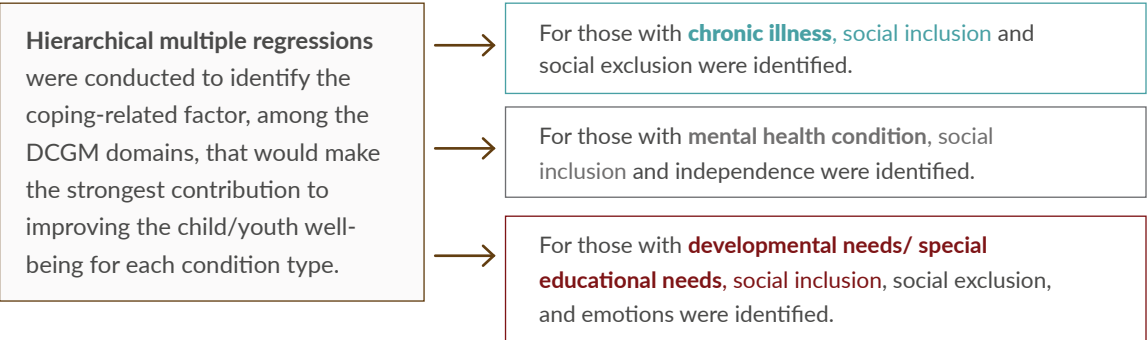 Hierarchical multiple regressions
were conducted to identify the
coping-related factor, among the
DCGM domains, that would make
the strongest contribution to
improving the child/youth well-
being for each condition type.
For those with chronic illness, social inclusion and
social exclusion were identified.
For those with mental health condition, social
inclusion and independence were identified.
For those with developmental needs/ special
educational needs, social inclusion, social exclusion,
and emotions were identified.